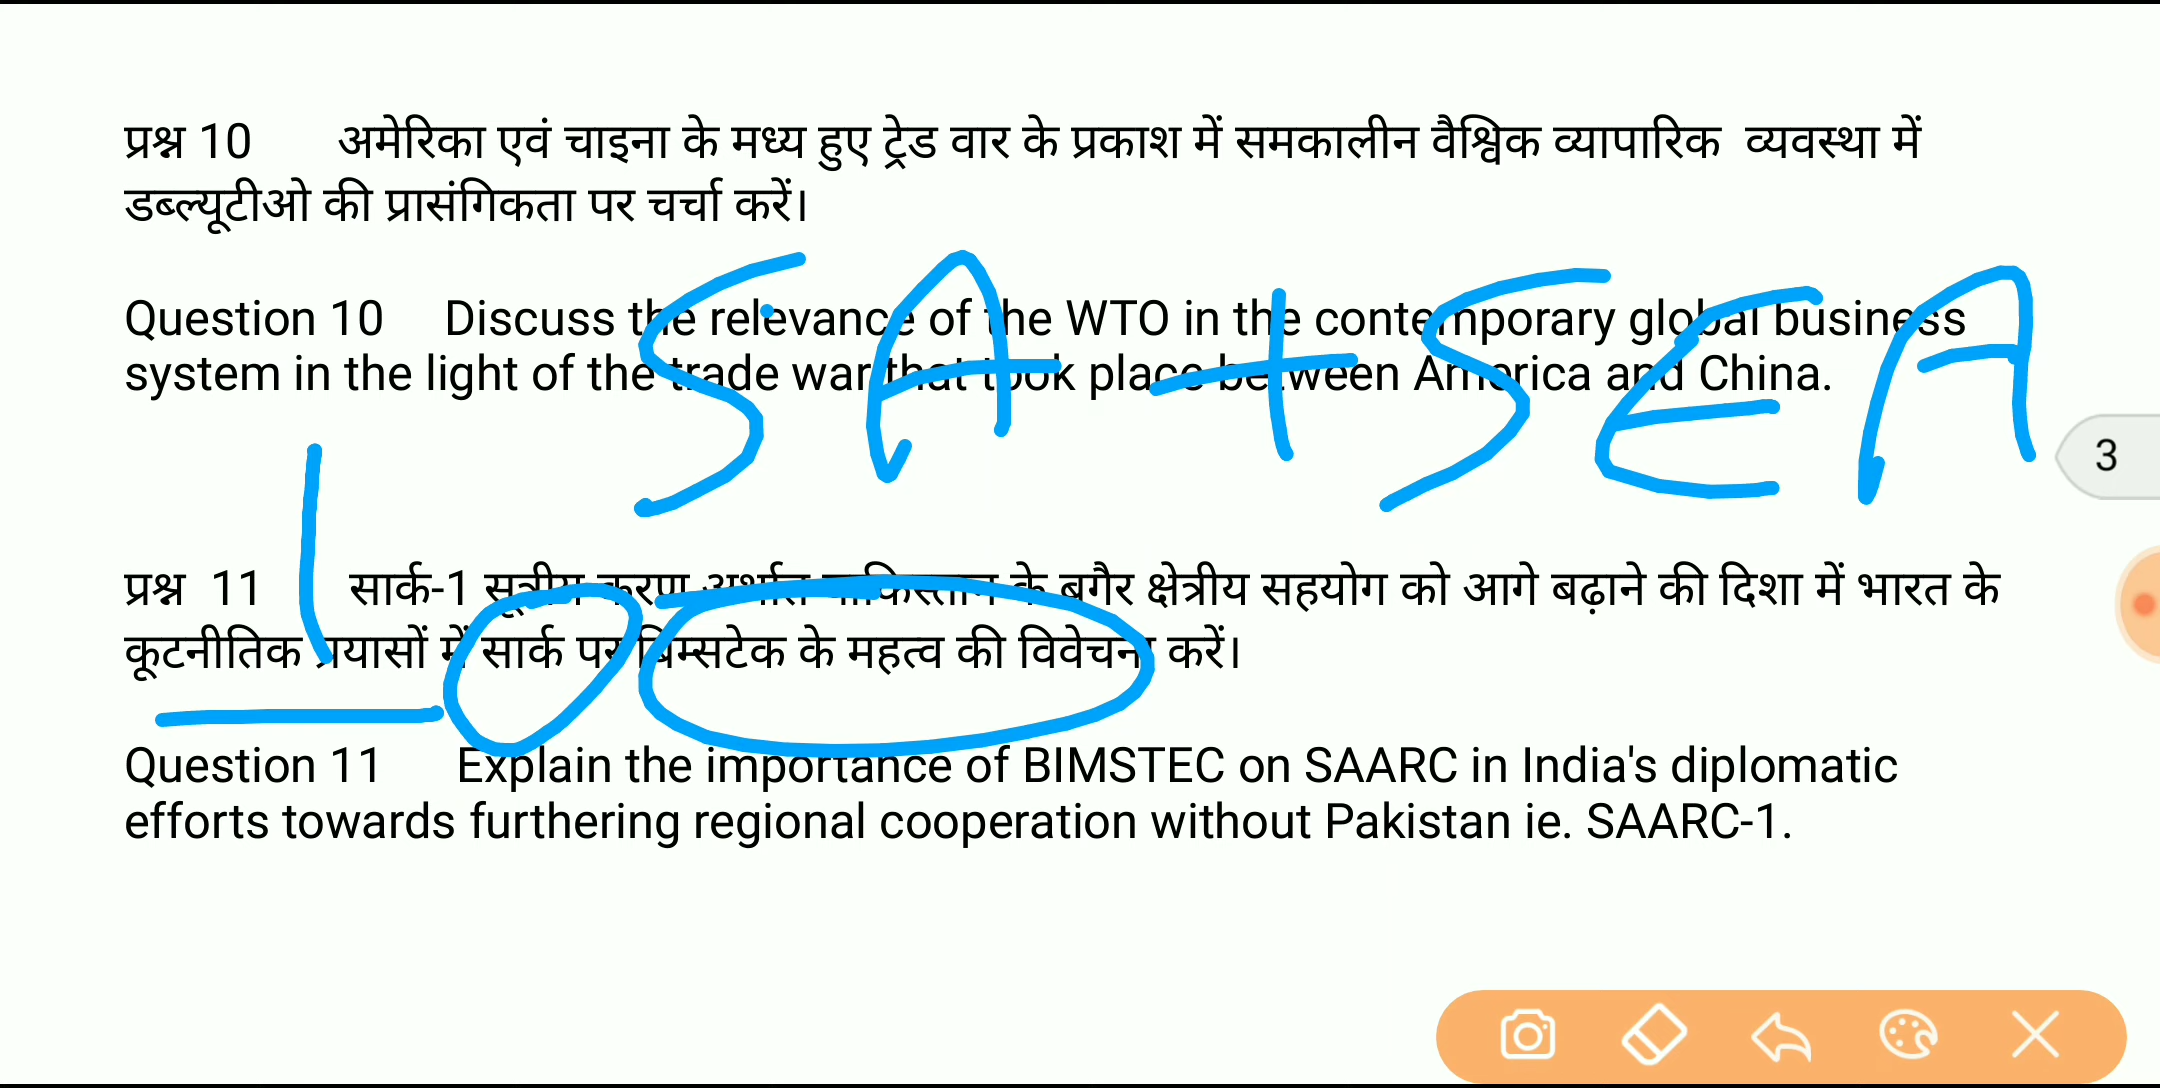 प्रश्न 10 अमेरिका एवं चाइना के मध्य हुए ट्रेड वार के प्रकाश में समकालीन वैश्विक व्यापारिक व्यवस्था में
डब्ल्यूटीओ की प्रासंगिकता पर चर्चा करें।
Question 10 Discuss the relevance of the WTO in the contemporary global business
system in the light of the trade war that took place between America and China.
SA + SEA
3
प्रश्न 11 सार्क-1 सूत्रीय करण अर्थात पाकिस्तान के बगैर क्षेत्रीय सहयोग को आगे बढ़ाने की दिशा में भारत के
कूटनीतिक प्रयासों में सार्क पर बिम्सटेक के महत्व की विवेचना करें।
Question 11 Explain the importance of BIMSTEC on SAARC in India's diplomatic
efforts towards furthering regional cooperation without Pakistan ie. SAARC-1.